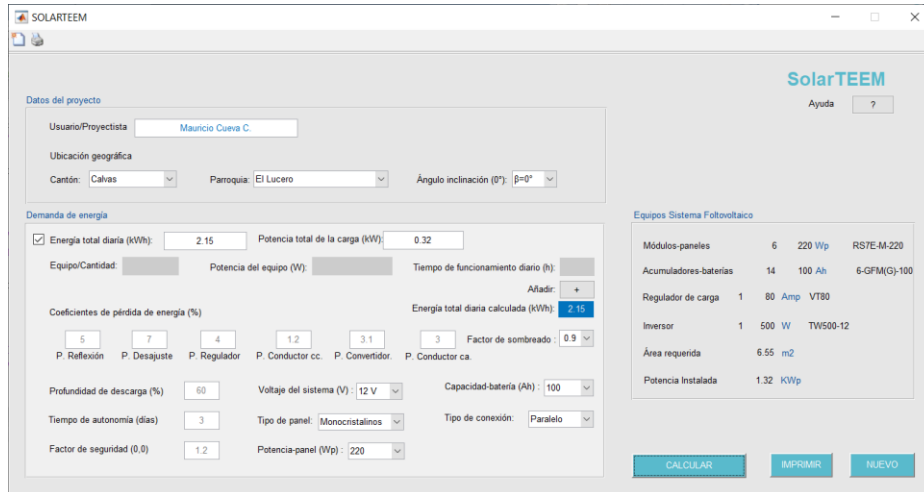 SOLARTEEM
SolarTEEM
Ayuda ?
Datos del proyecto
Usuario/Proyectista Mauricio Cueva C.
Ubicación geográfica
Cantón: Calvas Parroquia: El Lucero Ángulo inclinación (0°): β=0°
Demanda de energía
Energía total diaría (kWh): 2.15 Potencia total de la carga (kW): 0.32
Equipo/Cantidad: Potencia del equipo (W): Tiempo de funcionamiento diario (h):
Añadir: +
Coeficientes de pérdida de energía (%) Energía total diaria calculada (kWh): 2.15
5 7 4 1.2 3.1 3 Factor de sombreado : 0.9
P. Reflexión P. Desajuste P. Regulador P. Conductor cc. P. Convertidor. P. Conductor ca.
Profundidad de descarga (%) 60 Voltaje del sistema (V) : 12 V Capacidad-batería (Ah) : 100
Tiempo de autonomía (días) 3 Tipo de panel: Monocristalinos Tipo de conexión: Paralelo
Factor de seguridad (0,0) 1.2 Potencia-panel (Wp) : 220
Equipos Sistema Foltovoltaico
Módulos-paneles 6 220 Wp RS7E-M-220
Acumuladores-baterías 14 100 Ah 6-GFM(G)-100
Regulador de carga 1 80 Amp VT80
Inversor 1 500 W TW500-12
Área requerida 6.55 m2
Potencia Instalada 1.32 KWp
CALCULAR IMPRIMIR NUEVO